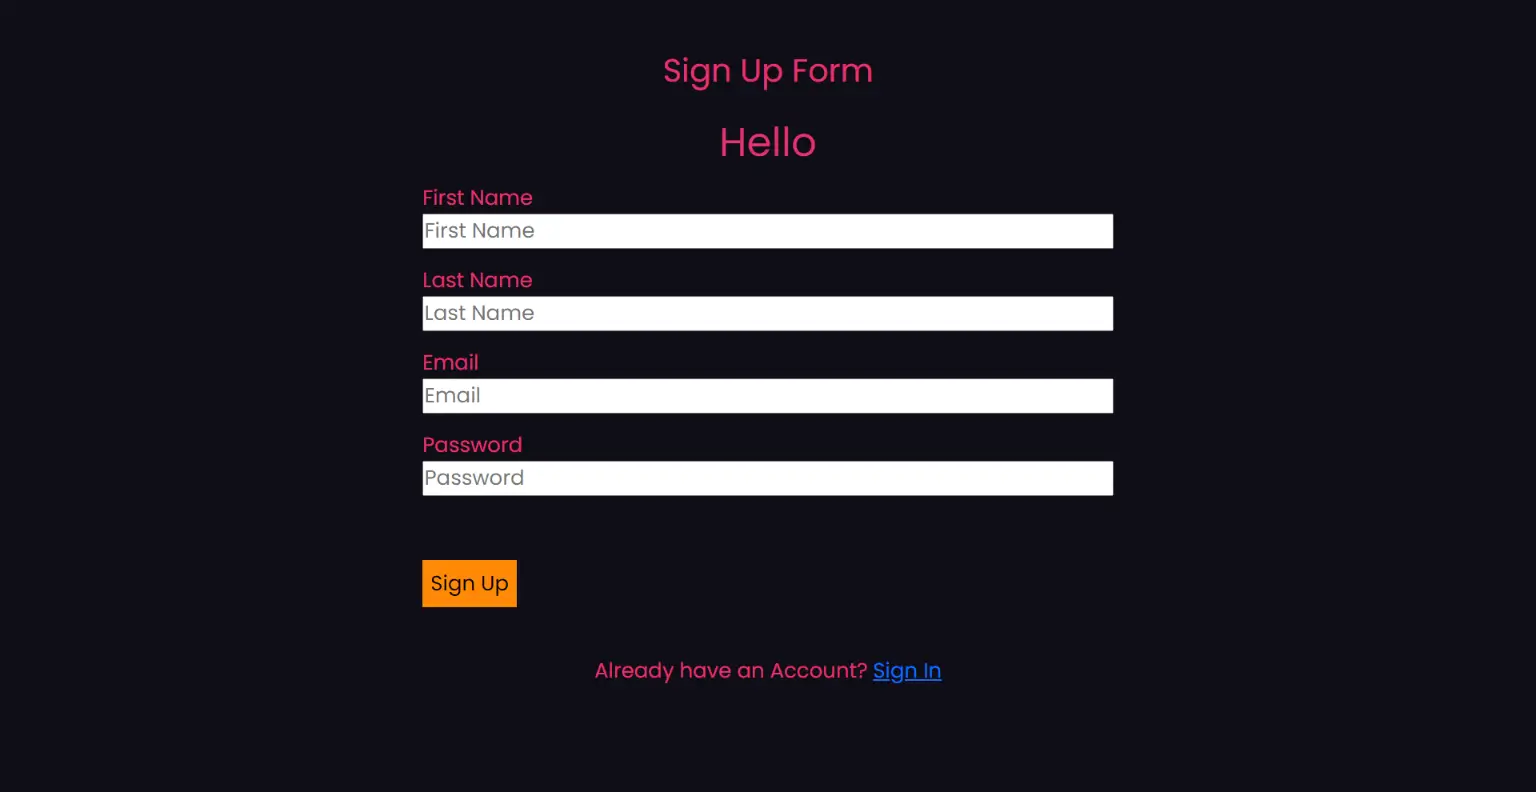 Sign Up Form
Hello
First Name
First Name
Last Name
Last Name
Email
Email
Password
Password
Sign Up
Already have an Account? Sign In